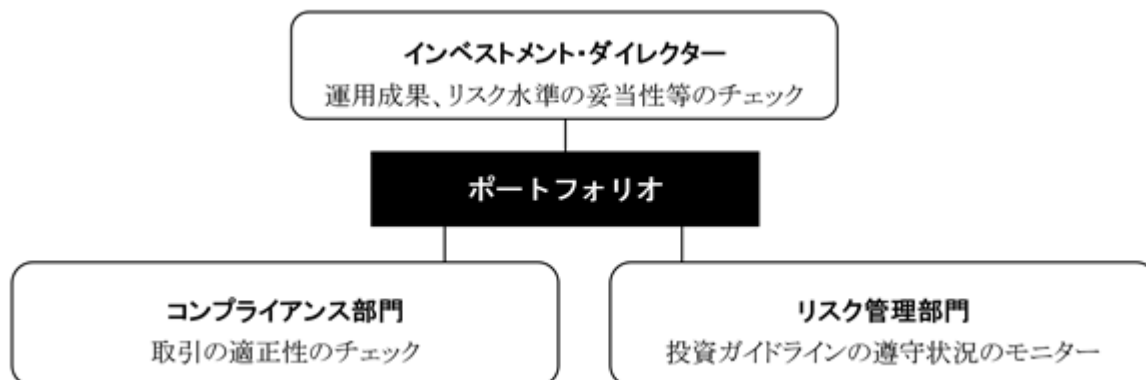 インベストメント・ダイレクター
運用成果、リスク水準の妥当性等のチェック
ポートフォリオ
コンプライアンス部門
取引の適正性のチェック
リスク管理部門
投資ガイドラインの遵守状況のモニター